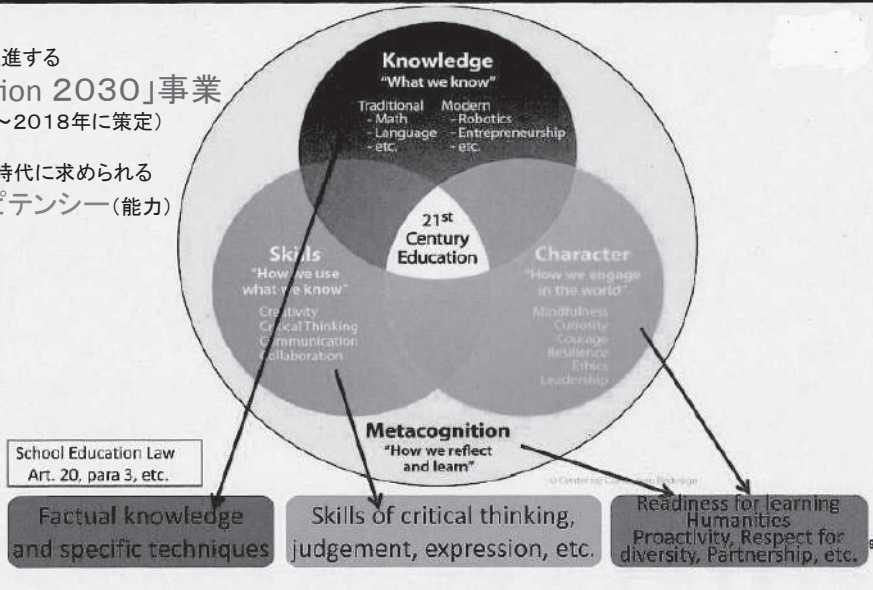 進する
ion 2030」事業
～2018年に策定）
時代に求められる
ピテンシー(能力)
Knowledge
"What we know"
Traditional Modern
- Math - Robotics
- Language - Entrepreneurship
- etc. - etc.
21st
Century
Education
Skills
"How we use
what we know"
Creativity
Critical Thinking
Communication
Collaboration
Character
"How we engage
in the world"
Mindfulness
Curiosity
Courage
Resilience
Ethics
Leadership
Metacognition
"How we reflect
and learn"
School Education Law
Art. 20, para 3, etc.
Factual knowledge
and specific techniques
Skills of critical thinking,
judgement, expression, etc.
Readiness for learning
Humanities
Proactivity, Respect for
diversity, Partnership, etc.